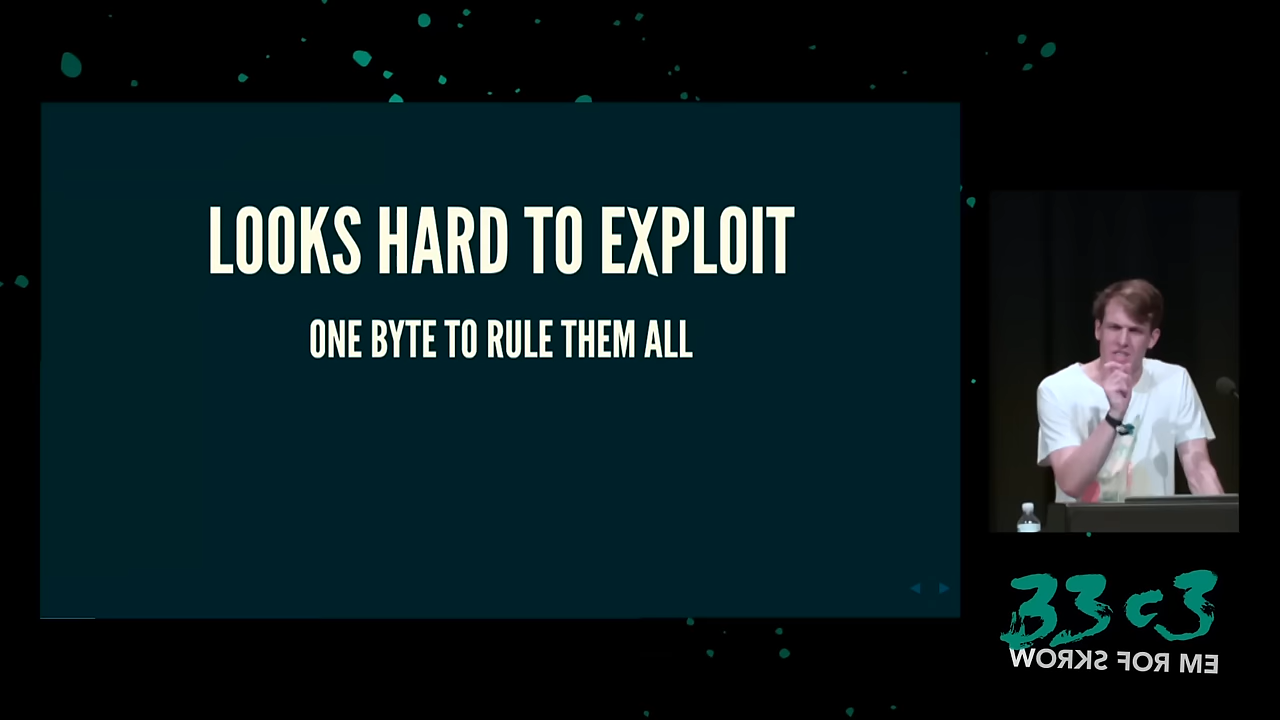 LOOKS HARD TO EXPLOIT
ONE BYTE TO RULE THEM ALL
33c3
WORKS FOR ME